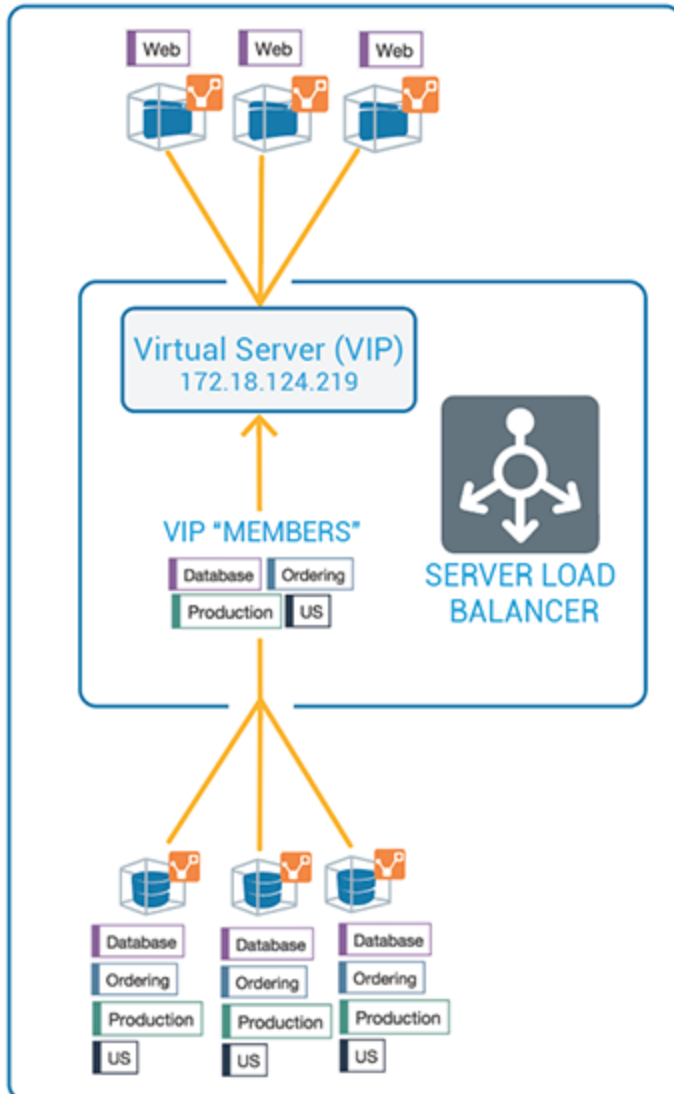 Web Web Web
Virtual Server (VIP)
172.18.124.219
VIP “MEMBERS”
Database Ordering
Production US
SERVER LOAD
BALANCER
Database Database Database
Ordering Ordering Ordering
Production Production Production
US US US